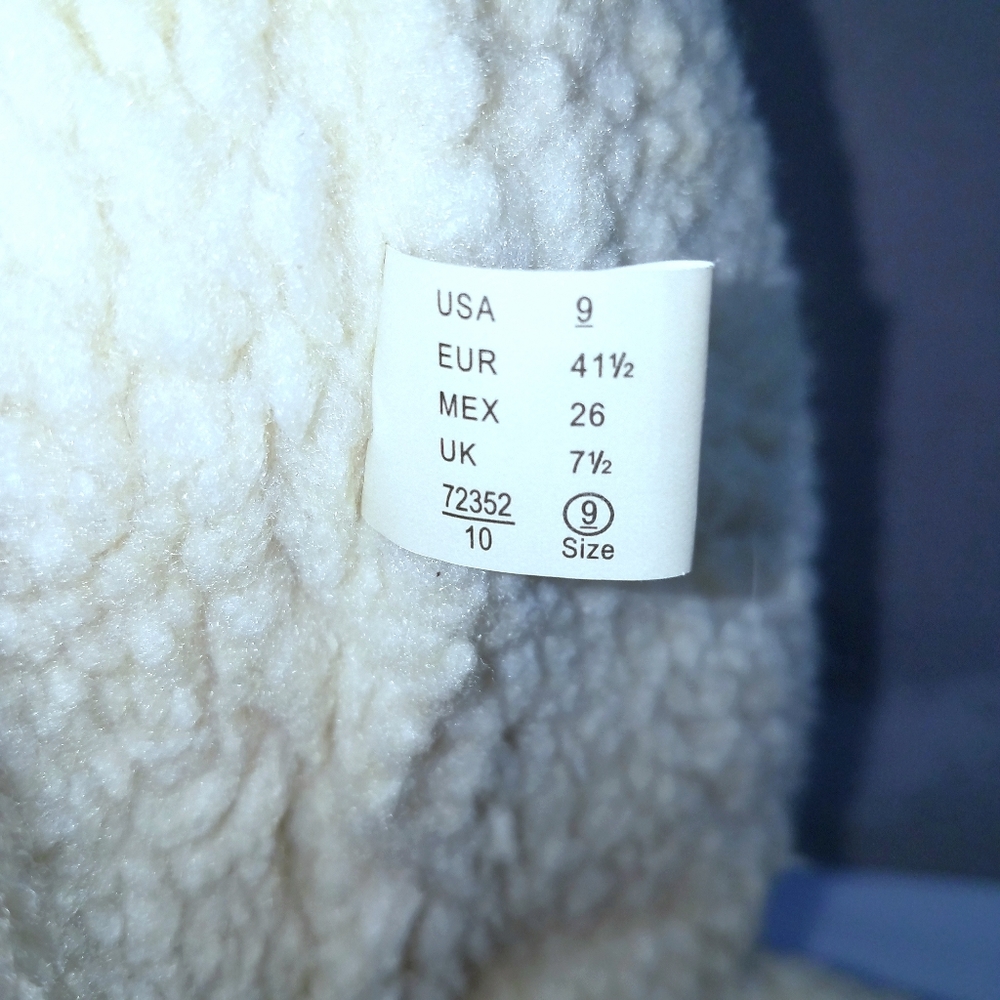 USA 9
EUR 41½
MEX 26
UK 7½
72352 9
10 Size